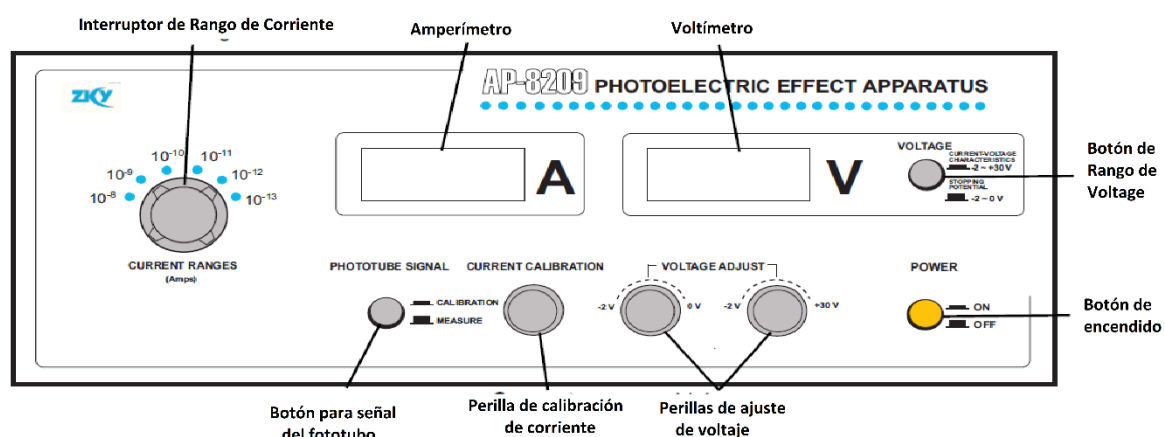 Interruptor de Rango de Corriente
Amperímetro
Voltímetro
ZKY
AP-8209 PHOTOELECTRIC EFFECT APPARATUS
10⁻⁸
10⁻⁹
10⁻¹⁰
10⁻¹¹
10⁻¹²
10⁻¹³
CURRENT RANGES
(Amps)
A
V
VOLTAGE
CURRENT-VOLTAGE
CHARACTERISTICS
-2 ~ +30 V
STOPPING
POTENTIAL
-2 ~ 0 V
Botón de
Rango de
Voltage
PHOTOTUBE SIGNAL
CALIBRATION
MEASURE
CURRENT CALIBRATION
VOLTAGE ADJUST
-2 V
0 V
-2 V
+30 V
POWER
ON
OFF
Botón de
encendido
Botón para señal
del fototubo
Perilla de calibración
de corriente
Perillas de ajuste
de voltaje